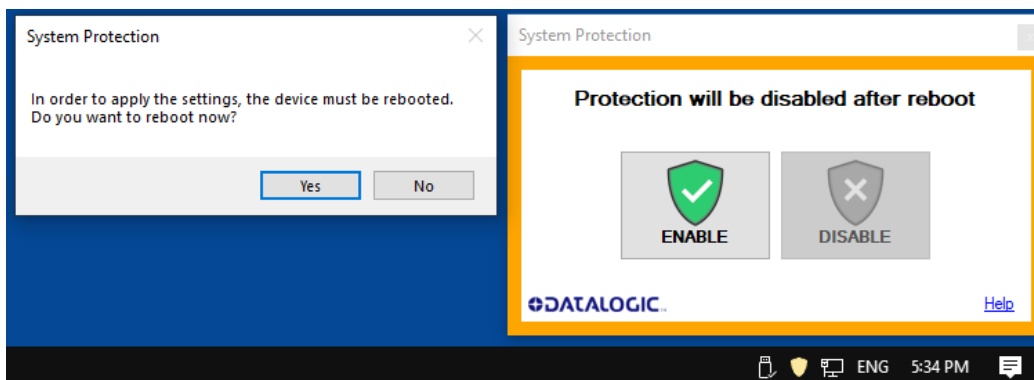 System Protection
In order to apply the settings, the device must be rebooted.
Do you want to reboot now?
Yes
No
System Protection
Protection will be disabled after reboot
ENABLE
DISABLE
DATALOGIC
Help
ENG
5:34 PM